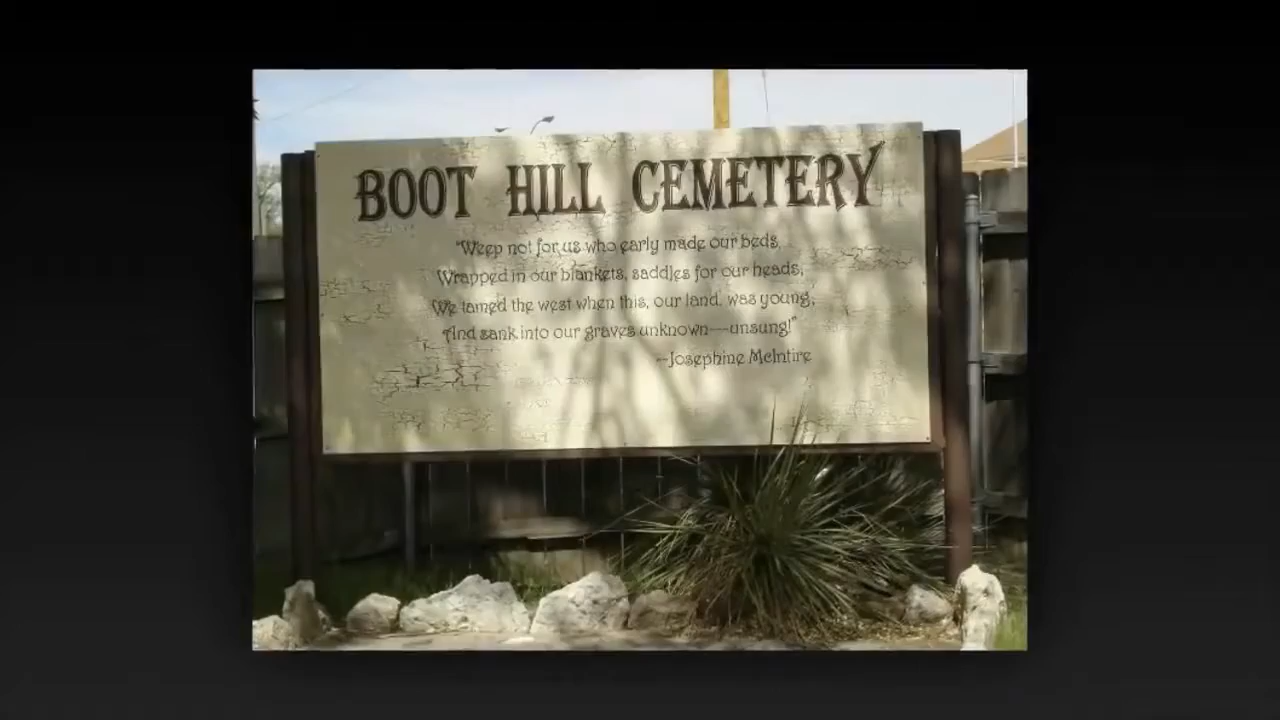 BOOT HILL CEMETERY
"Weep not for us who early made our beds,
Wrapped in our blankets, saddles for our heads;
We tamed the west when this, our land, was young,
And sank into our graves unknown—unsung!"
--Josephine McIntire